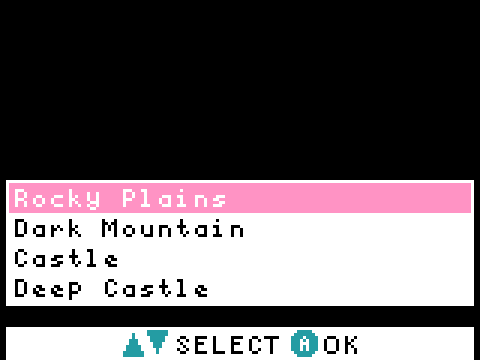 Rocky Plains
Dark Mountain
Castle
Deep Castle
SELECT A OK